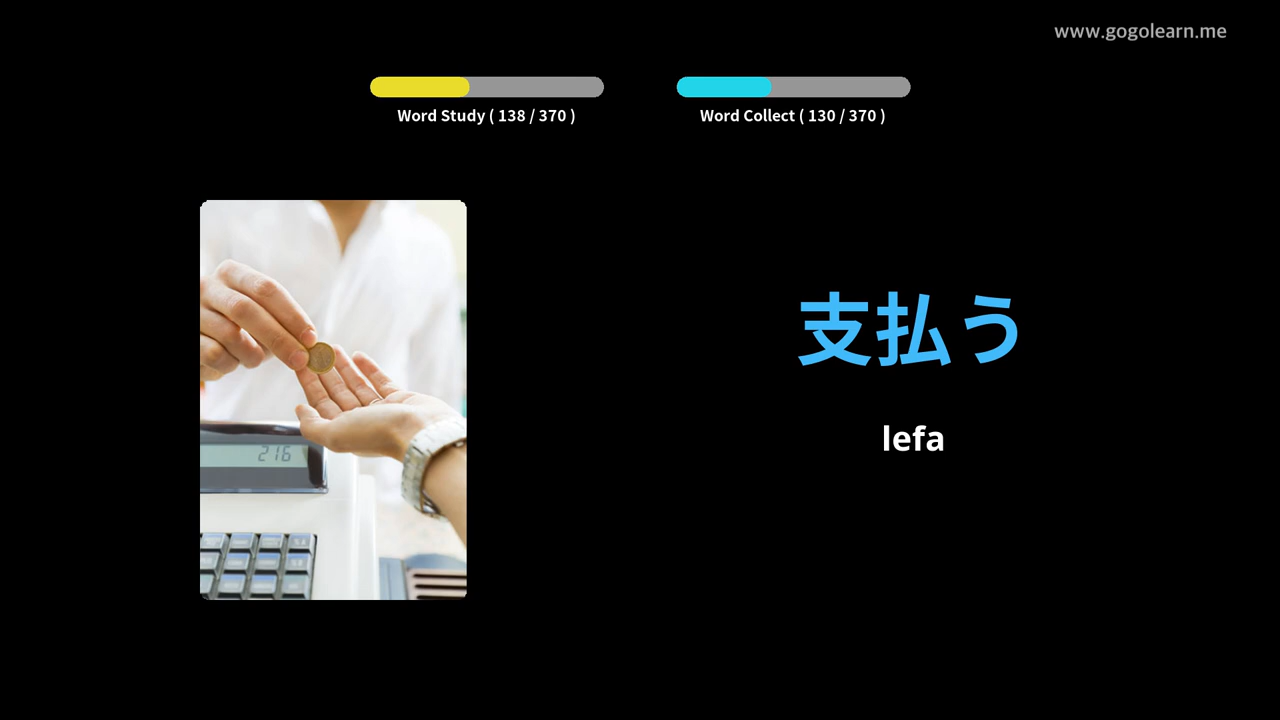 www.gogolearn.me
Word Study ( 138 / 370 )
Word Collect ( 130 / 370 )
216
支払う
lefa